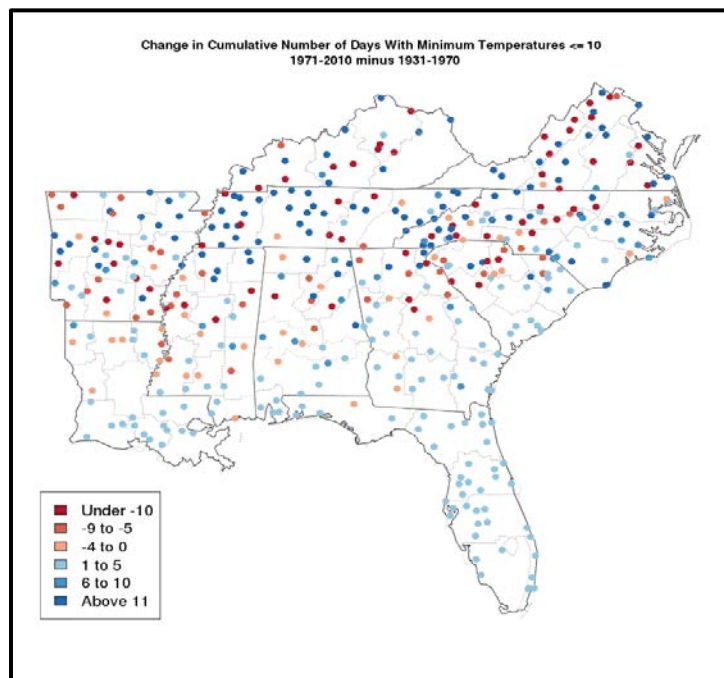 Change in Cumulative Number of Days With Minimum Temperatures <= 10
1971-2010 minus 1931-1970
Under -10
-9 to -5
-4 to 0
1 to 5
6 to 10
Above 11